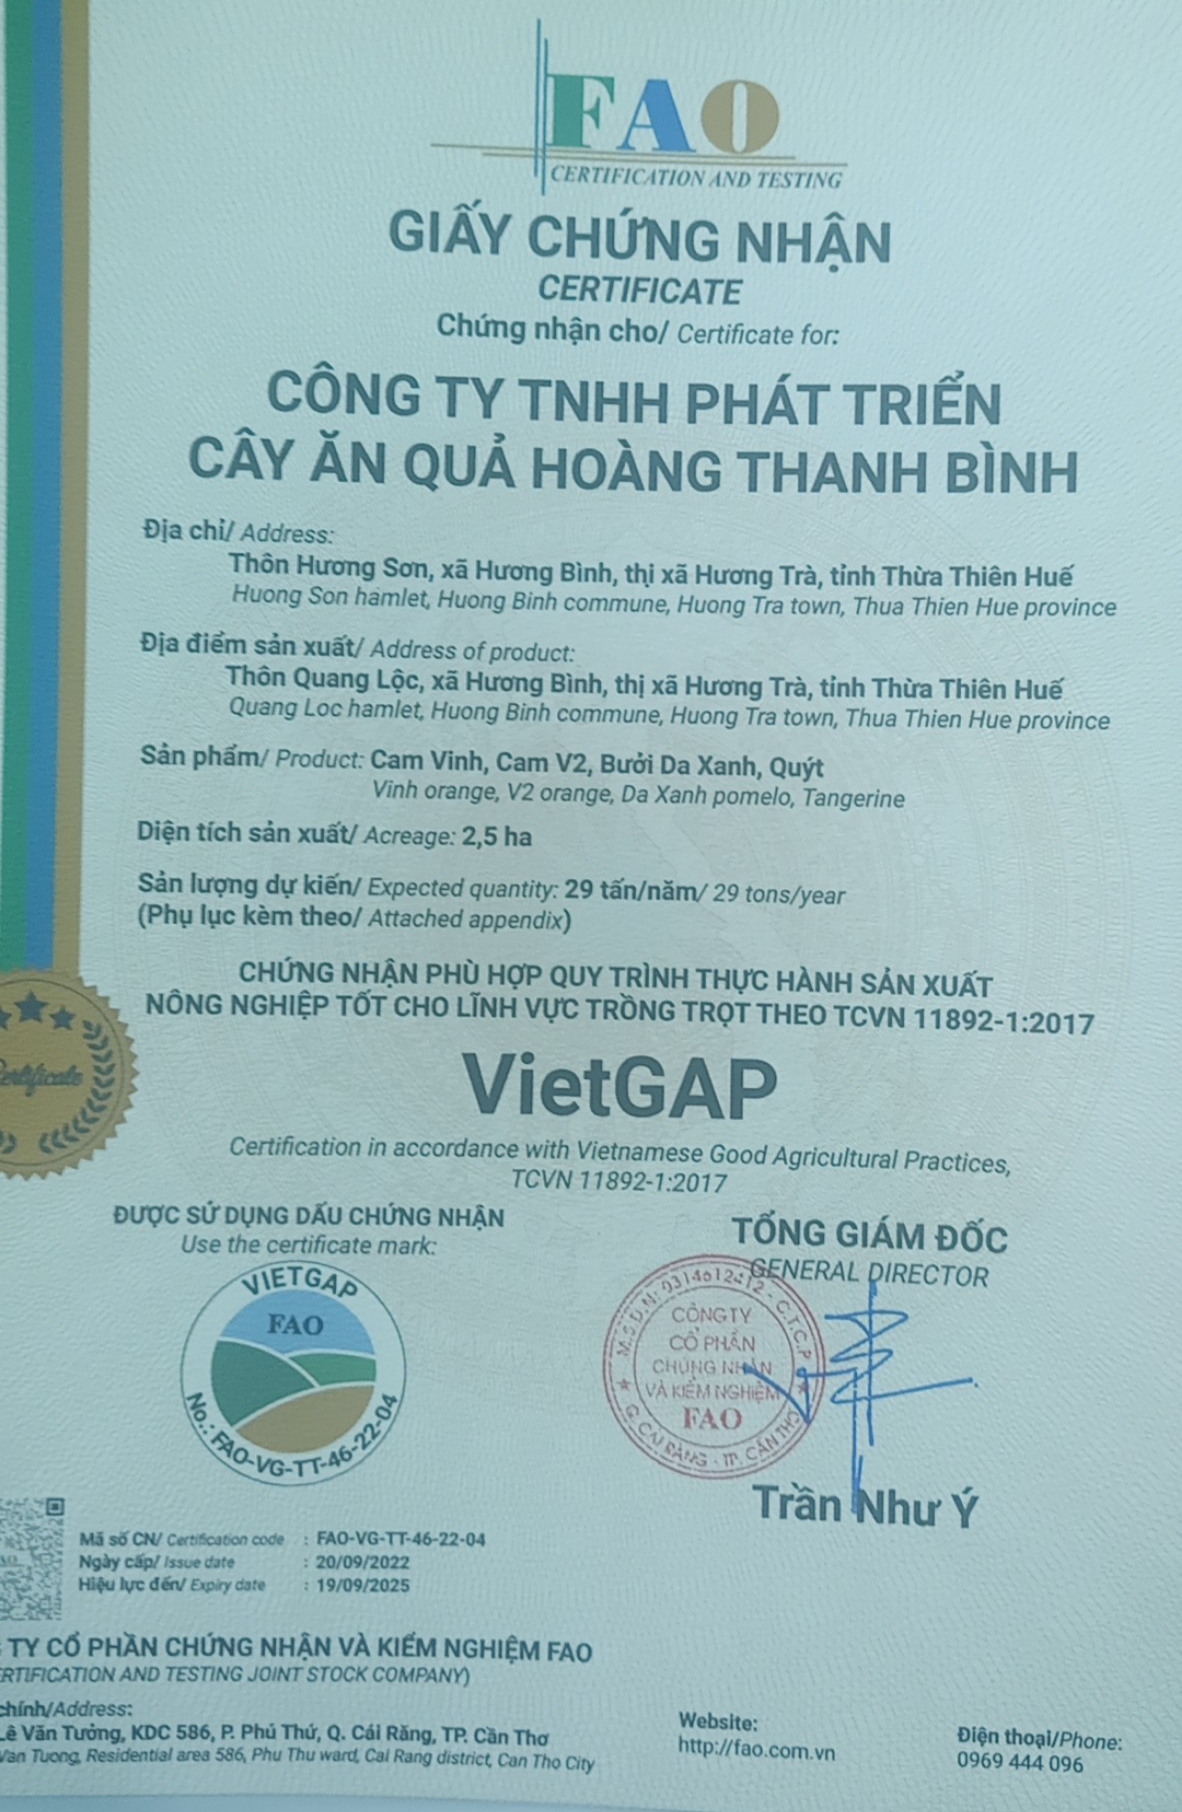 FAO
CERTIFICATION AND TESTING
GIẤY CHỨNG NHẬN
CERTIFICATE
Chứng nhận cho/ Certificate for:
CÔNG TY TNHH PHÁT TRIỂN
CÂY ĂN QUẢ HOÀNG THANH BÌNH
Địa chỉ/ Address:
Thôn Hương Sơn, xã Hương Bình, thị xã Hương Trà, tỉnh Thừa Thiên Huế
Huong Son hamlet, Huong Binh commune, Huong Tra town, Thua Thien Hue province
Địa điểm sản xuất/ Address of product:
Thôn Quang Lộc, xã Hương Bình, thị xã Hương Trà, tỉnh Thừa Thiên Huế
Quang Loc hamlet, Huong Binh commune, Huong Tra town, Thua Thien Hue province
Sản phẩm/ Product: Cam Vinh, Cam V2, Bưởi Da Xanh, Quýt
Vinh orange, V2 orange, Da Xanh pomelo, Tangerine
Diện tích sản xuất/ Acreage: 2,5 ha
Sản lượng dự kiến/ Expected quantity: 29 tấn/năm/ 29 tons/year
(Phụ lục kèm theo/ Attached appendix)
CHỨNG NHẬN PHÙ HỢP QUY TRÌNH THỰC HÀNH SẢN XUẤT
NÔNG NGHIỆP TỐT CHO LĨNH VỰC TRỒNG TRỌT THEO TCVN 11892-1:2017
Certificate
VietGAP
Certification in accordance with Vietnamese Good Agricultural Practices,
TCVN 11892-1:2017
ĐƯỢC SỬ DỤNG DẤU CHỨNG NHẬN
Use the certificate mark:
VIETGAP
FAO
No.: FAO-VG-TT-46-22-04
TỔNG GIÁM ĐỐC
GENERAL DIRECTOR
M.S.D.N: 0314612412 - C.T.C.P
CÔNG TY
CỔ PHẦN
CHỨNG NHẬN
VÀ KIỂM NGHIỆM
FAO
Q. CÁI RĂNG - TP. CẦN THƠ
Trần Như Ý
Mã số CN/ Certification code : FAO-VG-TT-46-22-04
Ngày cấp/ Issue date : 20/09/2022
Hiệu lực đến/ Expiry date : 19/09/2025
TY CỔ PHẦN CHỨNG NHẬN VÀ KIỂM NGHIỆM FAO
ERTIFICATION AND TESTING JOINT STOCK COMPANY)
chính/Address:
Lê Văn Tưởng, KDC 586, P. Phú Thứ, Q. Cái Răng, TP. Cần Thơ
Van Tuong, Residential area 586, Phu Thu ward, Cai Rang district, Can Tho City
Website:
http://fao.com.vn
Điện thoại/Phone:
0969 444 096